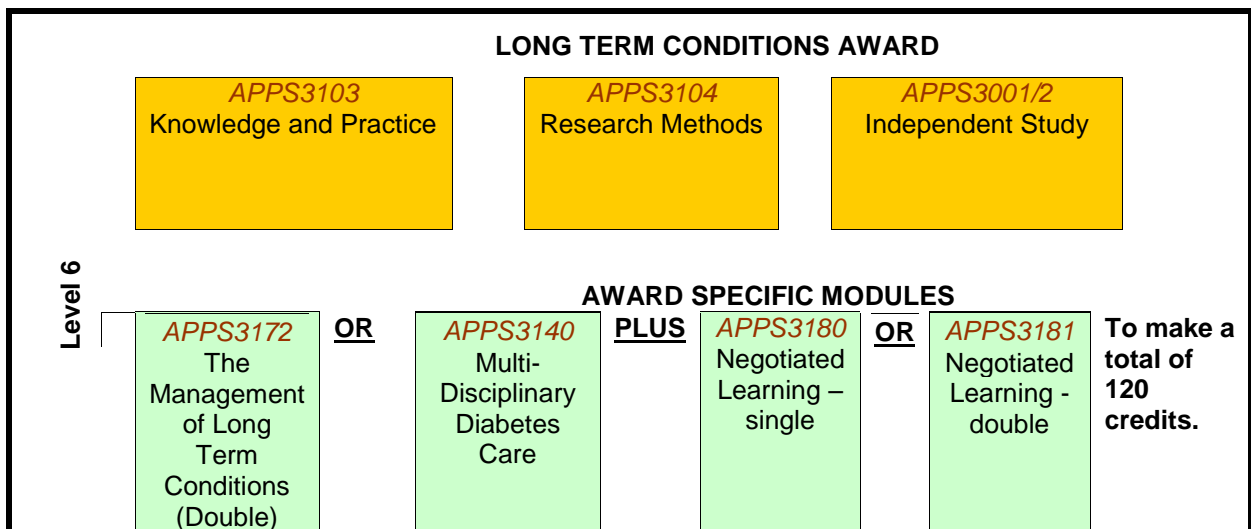 LONG TERM CONDITIONS AWARD
APPS3103
Knowledge and Practice
APPS3104
Research Methods
APPS3001/2
Independent Study
Level 6
AWARD SPECIFIC MODULES
APPS3172
The
Management
of Long
Term
Conditions
(Double)
OR
APPS3140
Multi-
Disciplinary
Diabetes
Care
PLUS
APPS3180
Negotiated
Learning –
single
OR
APPS3181
Negotiated
Learning -
double
To make a
total of
120
credits.